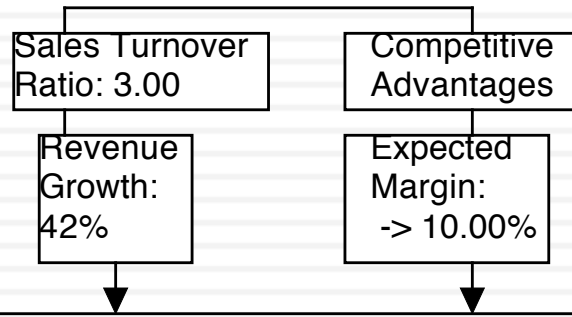 Sales Turnover
Ratio: 3.00
Competitive
Advantages
Revenue
Growth:
42%
Expected
Margin:
-> 10.00%